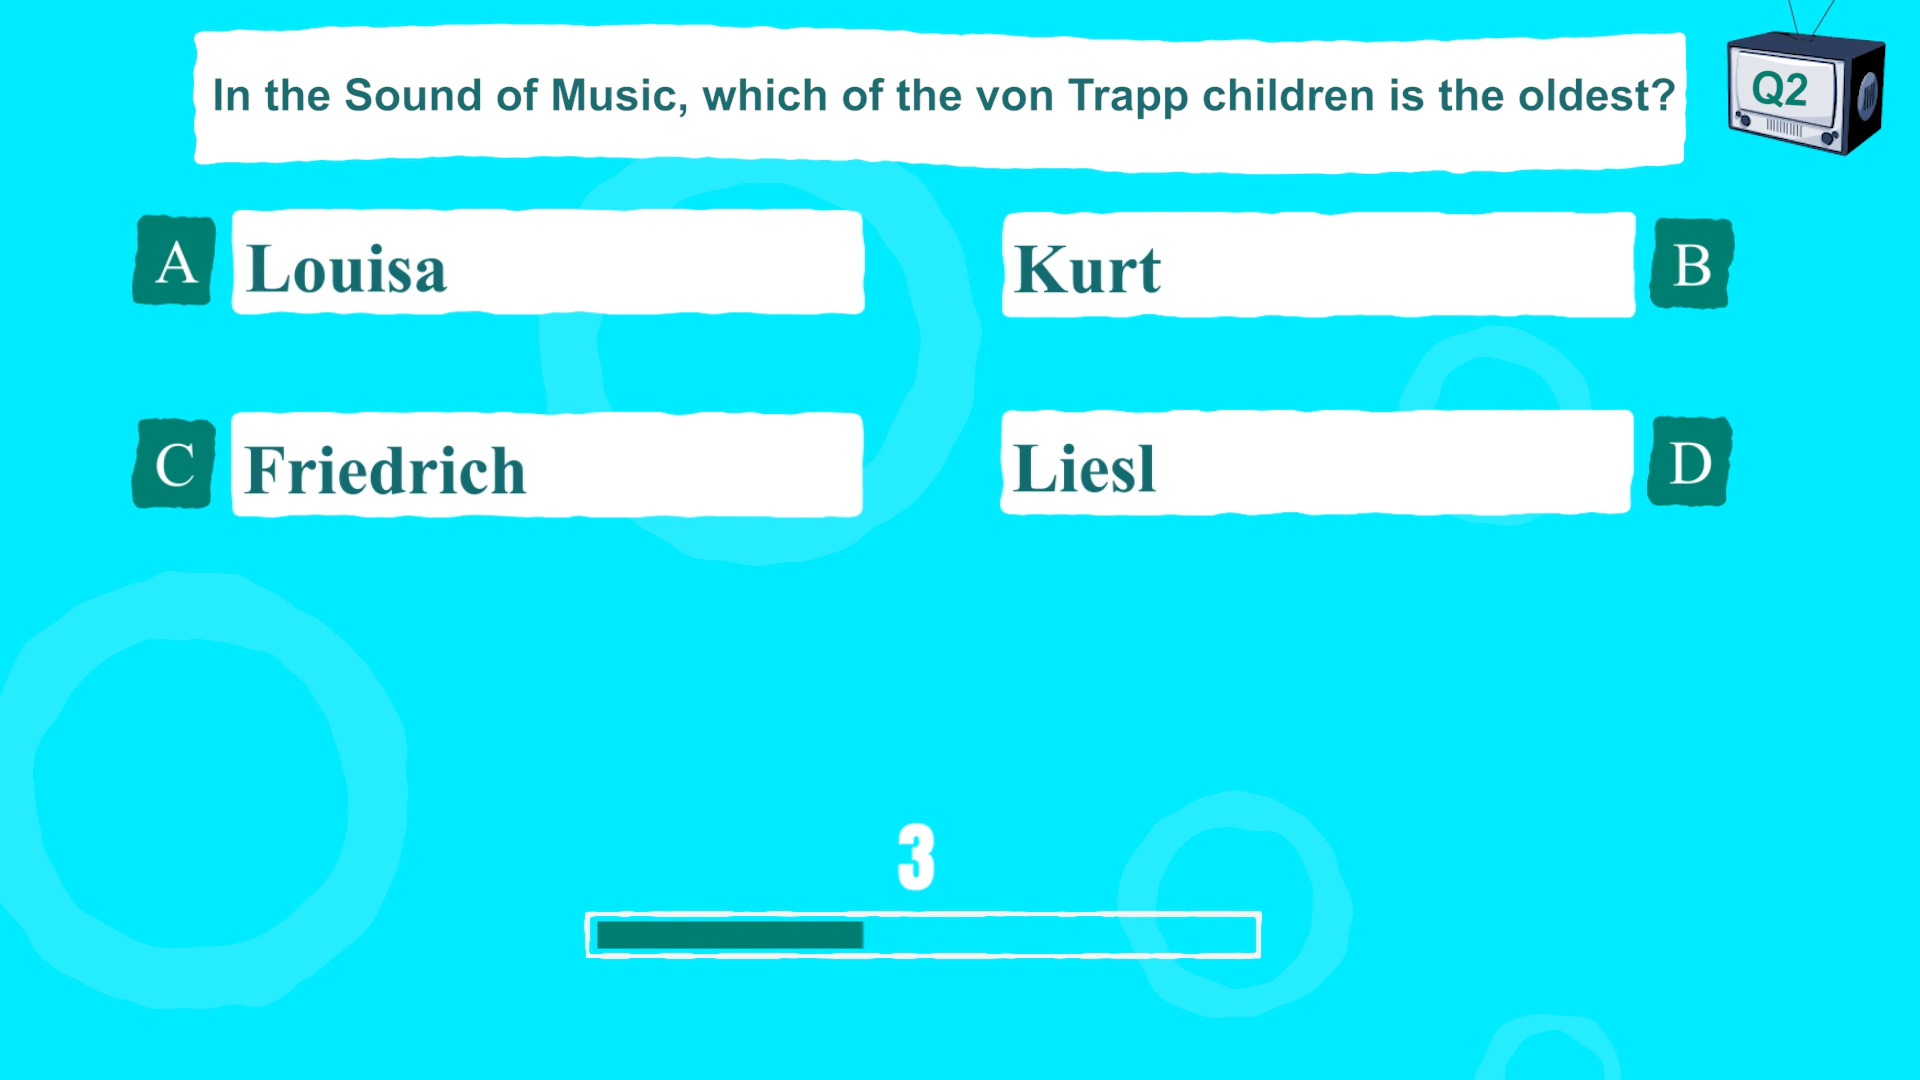 In the Sound of Music, which of the von Trapp children is the oldest?
Q2
A Louisa
Kurt B
C Friedrich
Liesl D
3